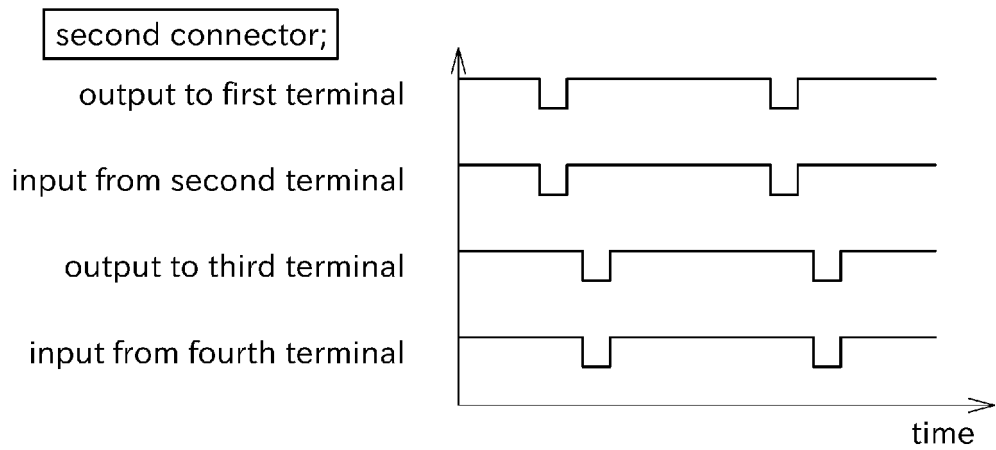 second connector;
output to first terminal
input from second terminal
output to third terminal
input from fourth terminal
time